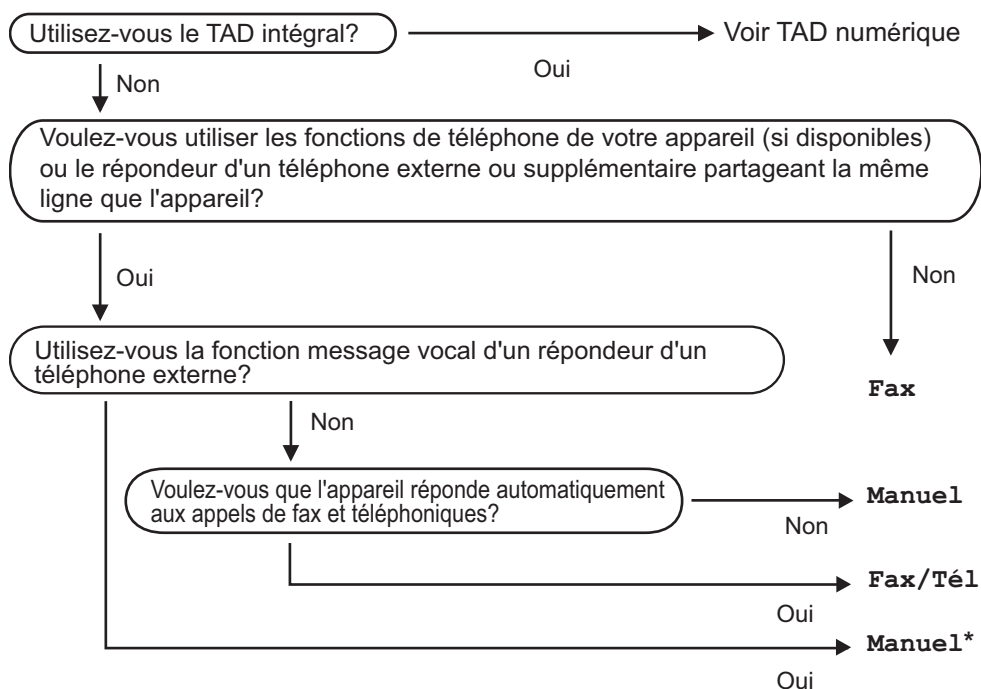 Utilisez-vous le TAD intégral?
Voir TAD numérique
Oui
Non
Voulez-vous utiliser les fonctions de téléphone de votre appareil (si disponibles)
ou le répondeur d'un téléphone externe ou supplémentaire partageant la même
ligne que l'appareil?
Oui
Non
Utilisez-vous la fonction message vocal d'un répondeur d'un
téléphone externe?
Fax
Non
Voulez-vous que l'appareil réponde automatiquement
aux appels de fax et téléphoniques?
Manuel
Non
Fax/Tél
Oui
Manuel*
Oui